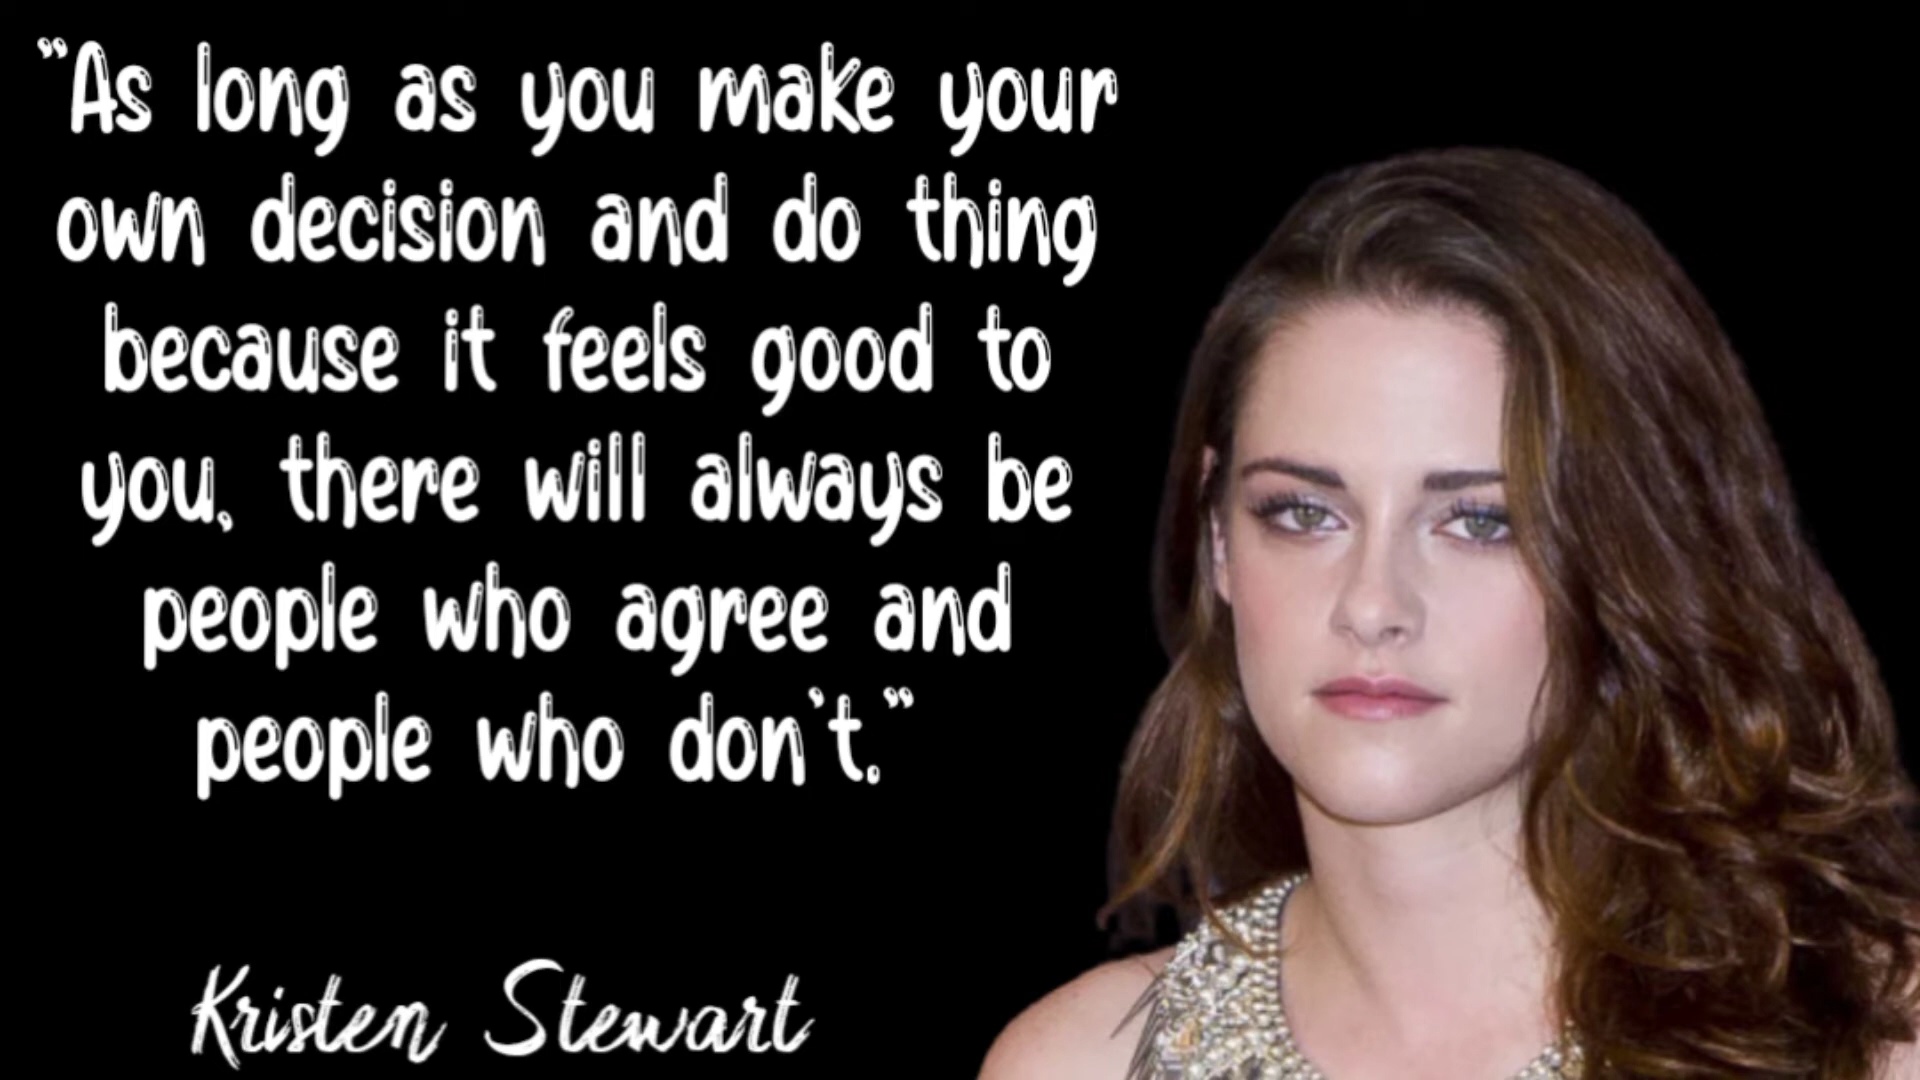 "As long as you make your
own decision and do thing
because it feels good to
you, there will always be
people who agree and
people who don't."
Kristen Stewart